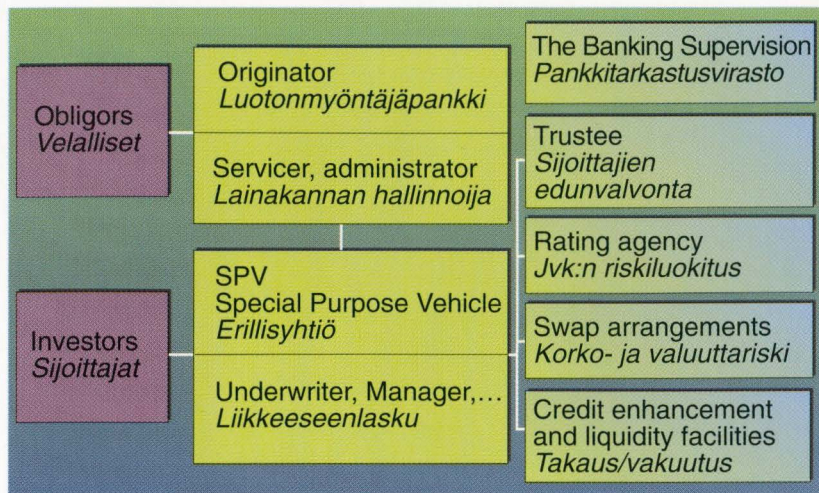 Obligors
Velalliset
Investors
Sijoittajat
Originator
Luotonmyöntäjäpankki
Servicer, administrator
Lainakannan hallinnoija
SPV
Special Purpose Vehicle
Erillisyhtiö
Underwriter, Manager,...
Liikkeeseenlasku
The Banking Supervision
Pankkitarkastusvirasto
Trustee
Sijoittajien
edunvalvonta
Rating agency
Jvk:n riskiluokitus
Swap arrangements
Korko- ja valuuttariski
Credit enhancement
and liquidity facilities
Takaus/vakuutus